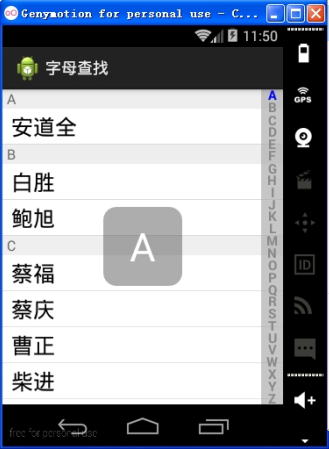 Genymotion for personal use - C...
11:50
字母查找
A
安道全
B
白胜
鲍旭
C
蔡福
蔡庆
曹正
柴进
A
A
B
C
D
E
F
G
H
I
J
K
L
M
N
O
P
Q
R
S
T
U
V
W
X
Y
Z
GPS
ID
free for personal use